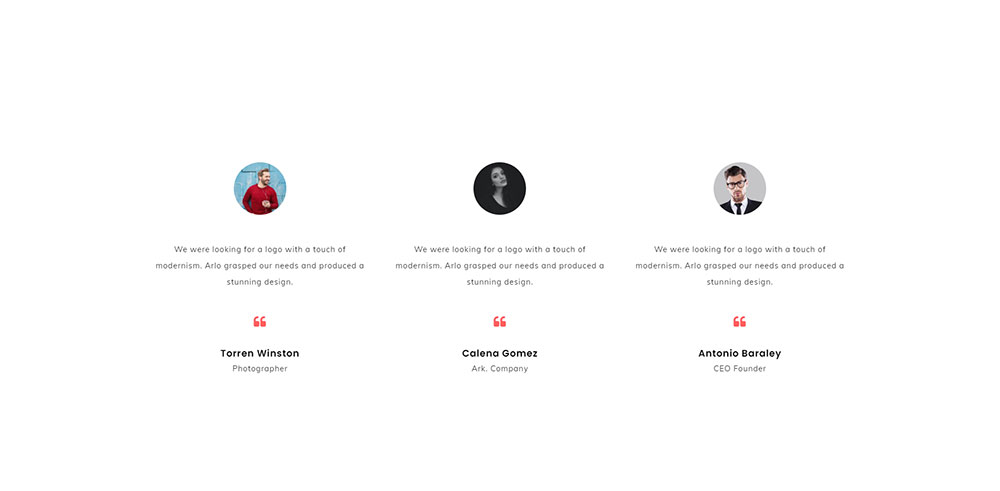 We were looking for a logo with a touch of
modernism. Arlo grasped our needs and produced a
stunning design.
Torren Winston
Photographer
We were looking for a logo with a touch of
modernism. Arlo grasped our needs and produced a
stunning design.
Calena Gomez
Ark. Company
We were looking for a logo with a touch of
modernism. Arlo grasped our needs and produced a
stunning design.
Antonio Baraley
CEO Founder